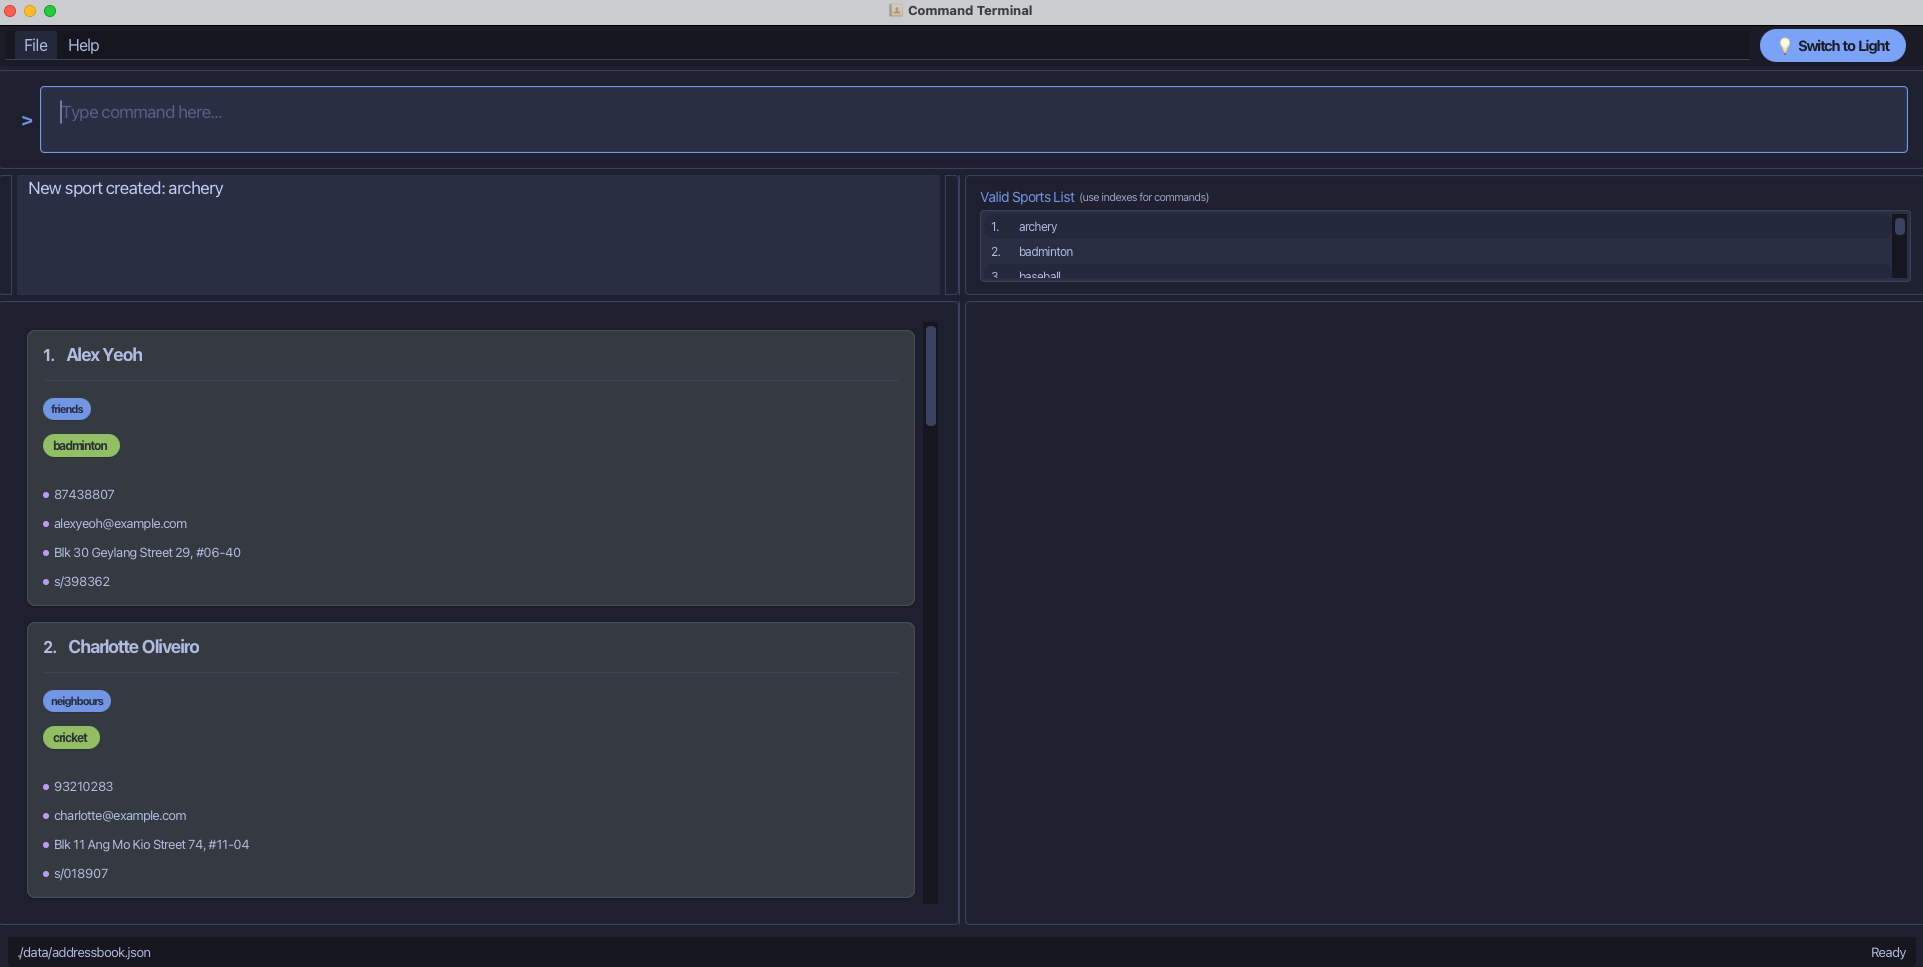 Command Terminal
File Help
Switch to Light
>
Type command here...
New sport created: archery
Valid Sports List (use indexes for commands)
1. archery
2. badminton
3. baseball
1. Alex Yeoh
friends
badminton
87438807
alexyeoh@example.com
Blk 30 Geylang Street 29, #06-40
s/398362
2. Charlotte Oliveiro
neighbours
cricket
93210283
charlotte@example.com
Blk 11 Ang Mo Kio Street 74, #11-04
s/018907
./data/addressbook.json
Ready